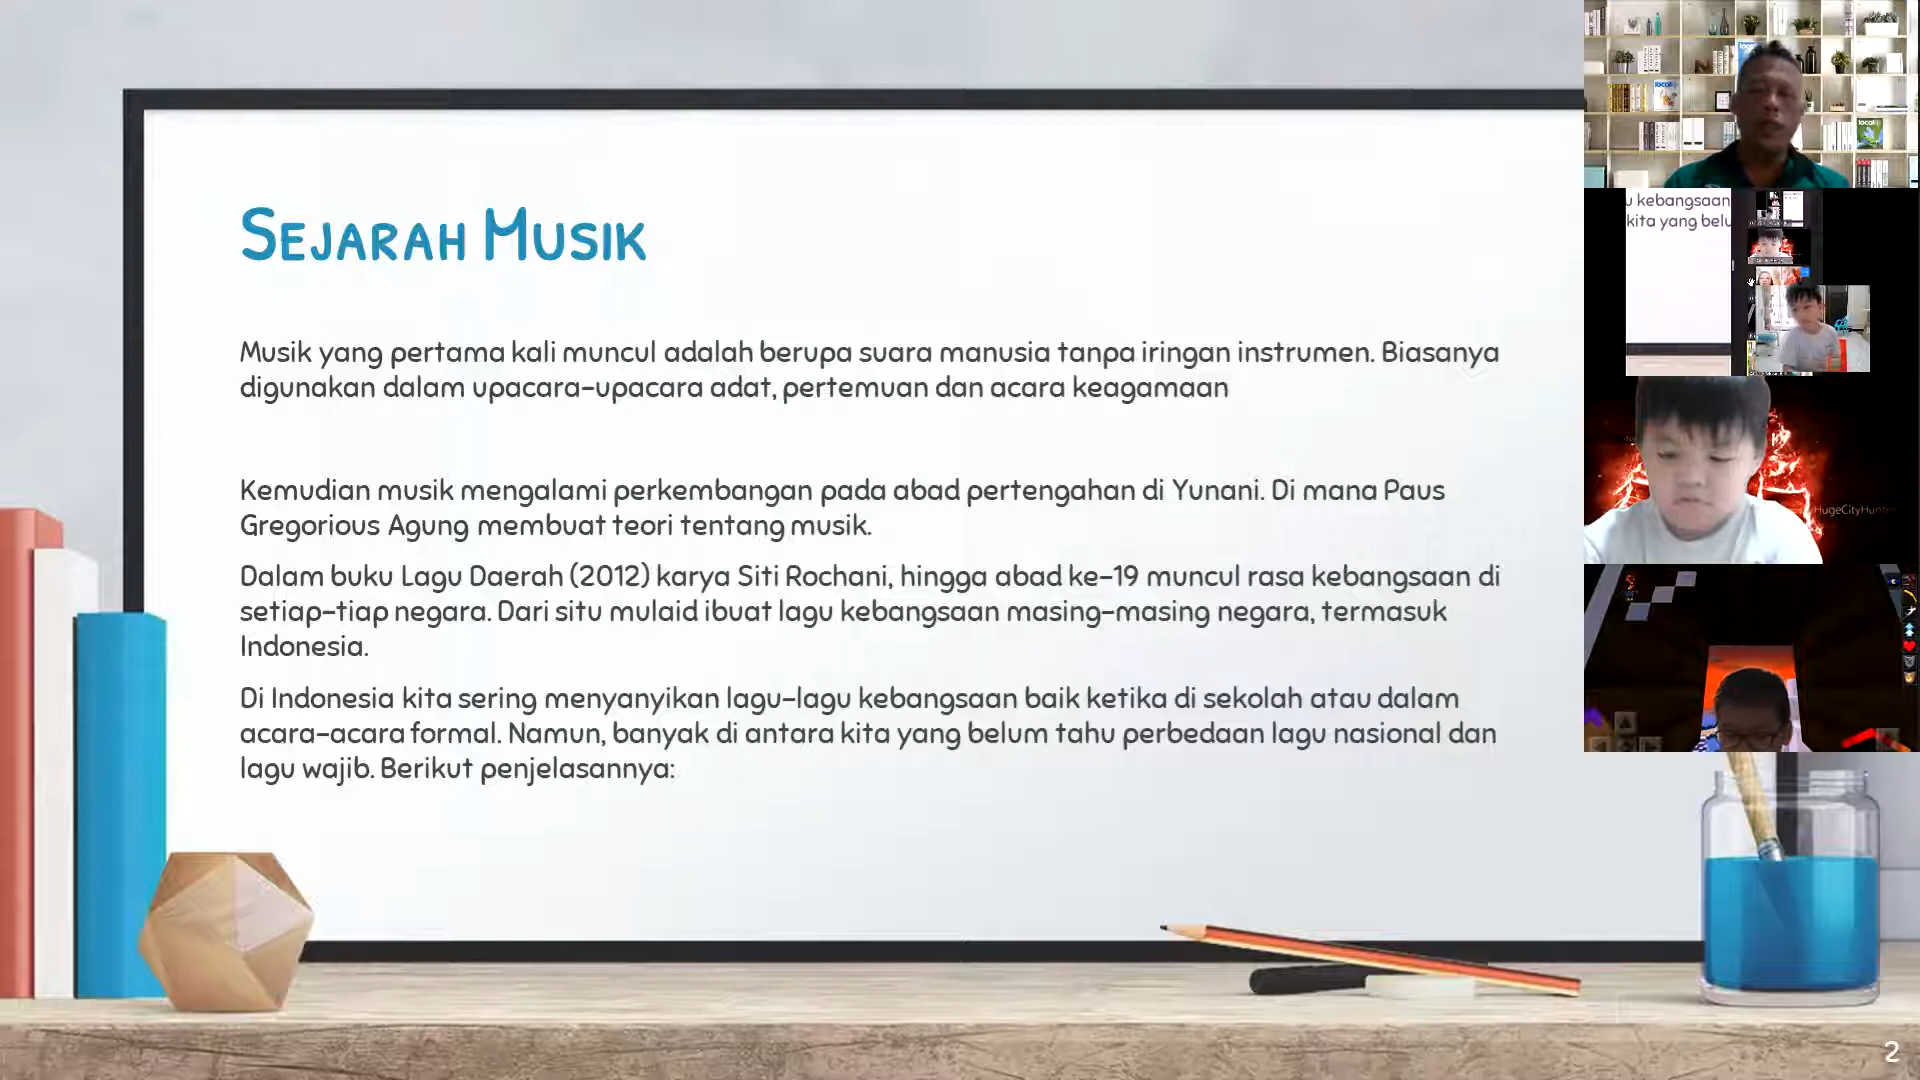 Sejarah Musik
Musik yang pertama kali muncul adalah berupa suara manusia tanpa iringan instrumen. Biasanya
digunakan dalam upacara-upacara adat, pertemuan dan acara keagamaan
Kemudian musik mengalami perkembangan pada abad pertengahan di Yunani. Di mana Paus
Gregorious Agung membuat teori tentang musik.
Dalam buku Lagu Daerah (2012) karya Siti Rochani, hingga abad ke-19 muncul rasa kebangsaan di
setiap-tiap negara. Dari situ mulaid ibuat lagu kebangsaan masing-masing negara, termasuk
Indonesia.
Di Indonesia kita sering menyanyikan lagu-lagu kebangsaan baik ketika di sekolah atau dalam
acara-acara formal. Namun, banyak di antara kita yang belum tahu perbedaan lagu nasional dan
lagu wajib. Berikut penjelasannya:
2
local
local
u kebangsaan
kita yang belu